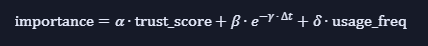 importance = α · trust_score + β · e^−γ · Δt + δ · usage_freq